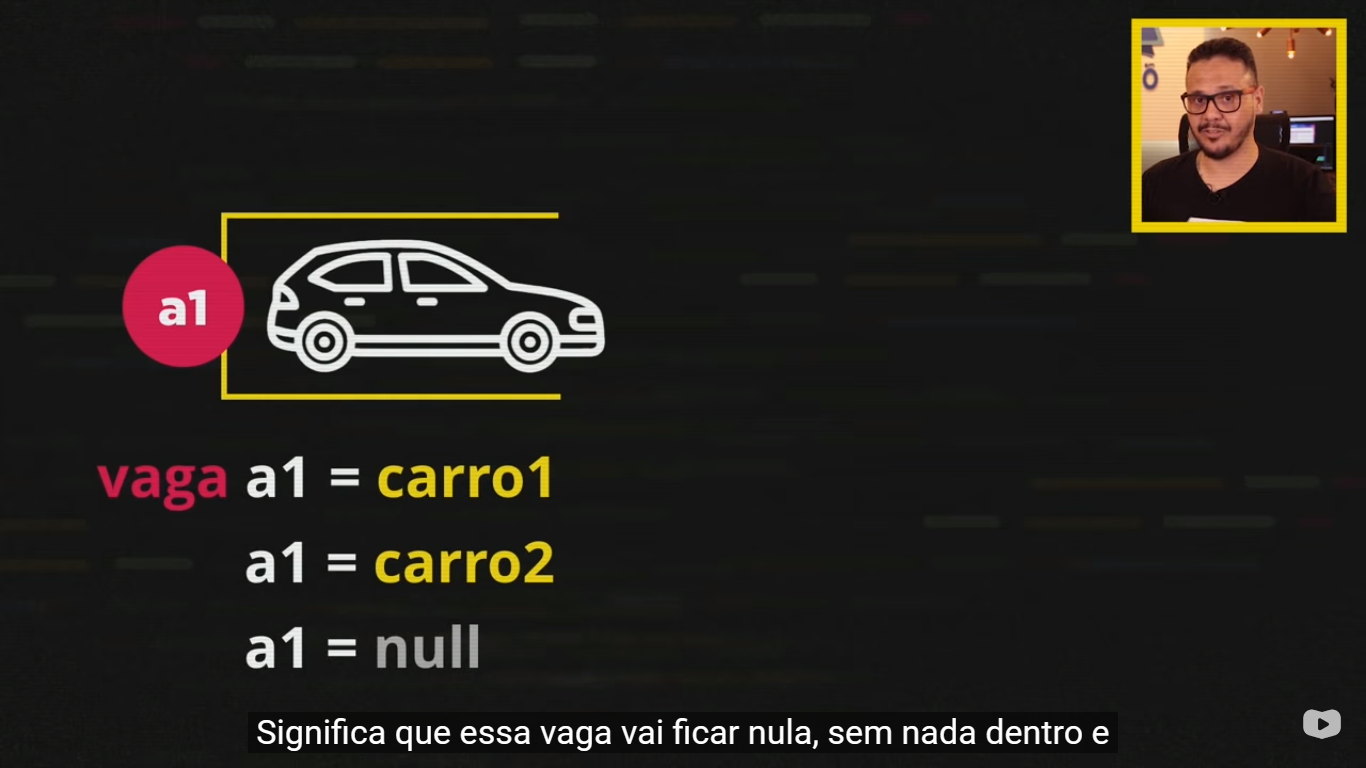 a1
vaga a1 = carro1
a1 = carro2
a1 = null
Significa que essa vaga vai ficar nula, sem nada dentro e